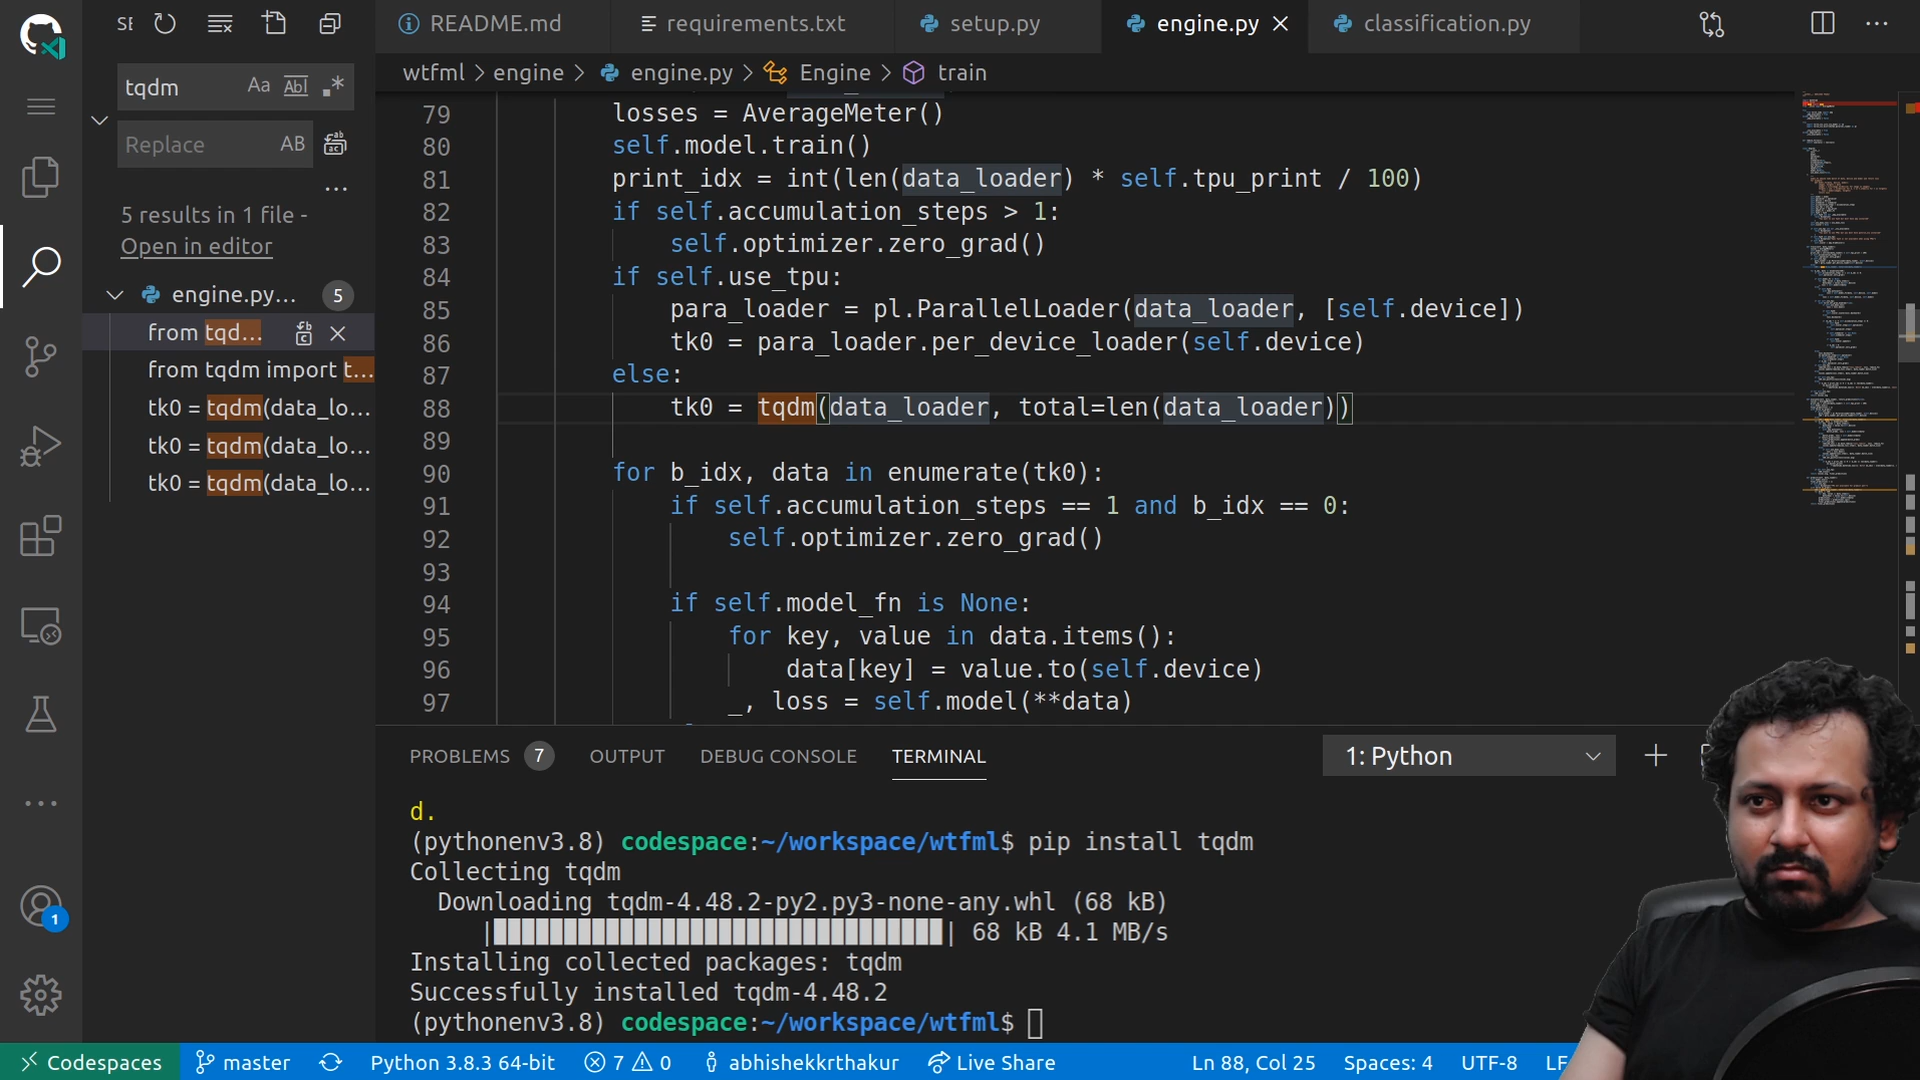 SE
README.md
requirements.txt
setup.py
engine.py
classification.py
tqdm
Aa
Abl
.*
wtfml > engine > engine.py > Engine > train
Replace
AB
5 results in 1 file -
Open in editor
engine.py... 5
from tqd...
from tqdm import t...
tk0 = tqdm(data_lo...
tk0 = tqdm(data_lo...
tk0 = tqdm(data_lo...
79 losses = AverageMeter()
80 self.model.train()
81 print_idx = int(len(data_loader) * self.tpu_print / 100)
82 if self.accumulation_steps > 1:
83 self.optimizer.zero_grad()
84 if self.use_tpu:
85 para_loader = pl.ParallelLoader(data_loader, [self.device])
86 tk0 = para_loader.per_device_loader(self.device)
87 else:
88 tk0 = tqdm(data_loader, total=len(data_loader))
89
90 for b_idx, data in enumerate(tk0):
91 if self.accumulation_steps == 1 and b_idx == 0:
92 self.optimizer.zero_grad()
93
94 if self.model_fn is None:
95 for key, value in data.items():
96 data[key] = value.to(self.device)
97 _, loss = self.model(**data)
PROBLEMS 7 OUTPUT DEBUG CONSOLE TERMINAL
1: Python
d.
(pythonenv3.8) codespace:~/workspace/wtfml$ pip install tqdm
Collecting tqdm
Downloading tqdm-4.48.2-py2.py3-none-any.whl (68 kB)
|████████████████████████████████| 68 kB 4.1 MB/s
Installing collected packages: tqdm
Successfully installed tqdm-4.48.2
(pythonenv3.8) codespace:~/workspace/wtfml$
1
Codespaces
master
Python 3.8.3 64-bit
7
0
abhishekkrthakur
Live Share
Ln 88, Col 25
Spaces: 4
UTF-8
LF